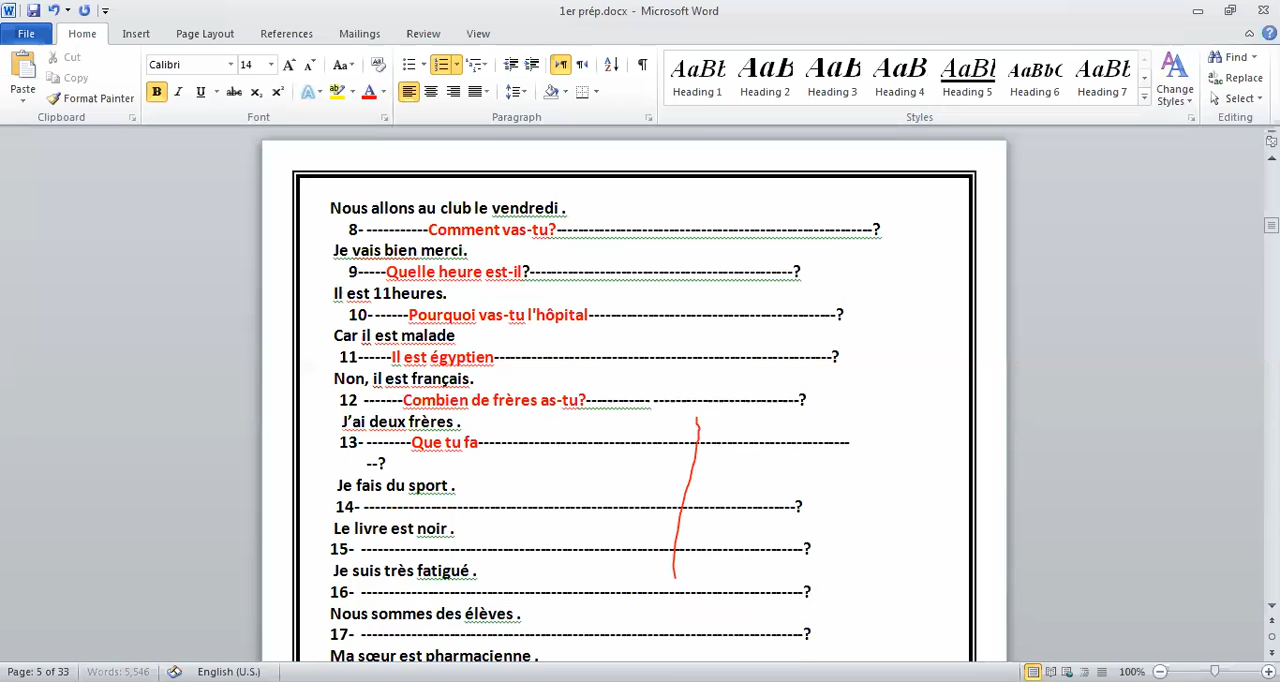 1er prép.docx - Microsoft Word
File Home Insert Page Layout References Mailings Review View
Paste Cut Copy Format Painter
Calibri 14
AaBb Heading 1 AaB Heading 2 AaB Heading 3 AaB Heading 4 AaBl Heading 5 AaBbC Heading 6 AaBb Heading 7
Change Styles
Find Replace Select
Clipboard Font Paragraph Styles Editing
Nous allons au club le vendredi .
8- -----------Comment vas-tu?-------------------------------------------------------?
Je vais bien merci.
9-----Quelle heure est-il?----------------------------------------------?
Il est 11heures.
10-------Pourquoi vas-tu l'hôpital-------------------------------------------?
Car il est malade
11------Il est égyptien-----------------------------------------------------------?
Non, il est français.
12 -------Combien de frères as-tu?----------- -------------------------?
J’ai deux frères .
13- ---------Que tu fa-----------------------------------------------------------------
--?
Je fais du sport .
14- ----------------------------------------------------------------------------?
Le livre est noir .
15- -----------------------------------------------------------------------------?
Je suis très fatigué .
16- -----------------------------------------------------------------------------?
Nous sommes des élèves .
17- -----------------------------------------------------------------------------?
Ma sœur est pharmacienne .
Page: 5 of 33 Words: 5,546 English (U.S.) 100%